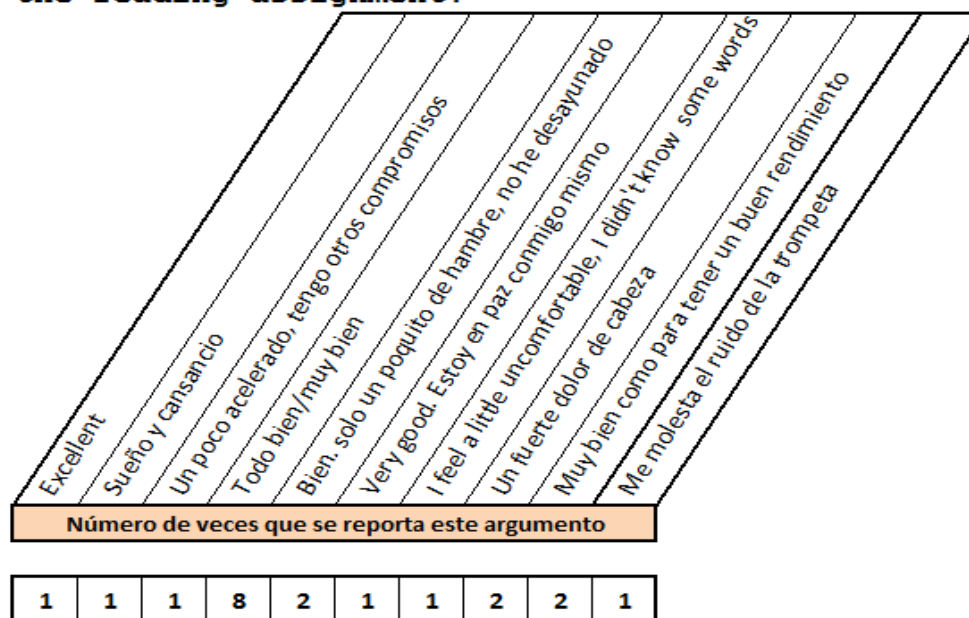 the reading assignment.
Excellent
Sueño y cansancio
Un poco acelerado, tengo otros compromisos
Todo bien/muy bien
Bien. solo un poquito de hambre, no he desayunado
Very good. Estoy en paz conmigo mismo
I feel a little uncomfortable, I didn't know some words
Un fuerte dolor de cabeza
Muy bien como para tener un buen rendimiento
Me molesta el ruido de la trompeta
Número de veces que se reporta este argumento
1 1 1 8 2 1 1 2 2 1